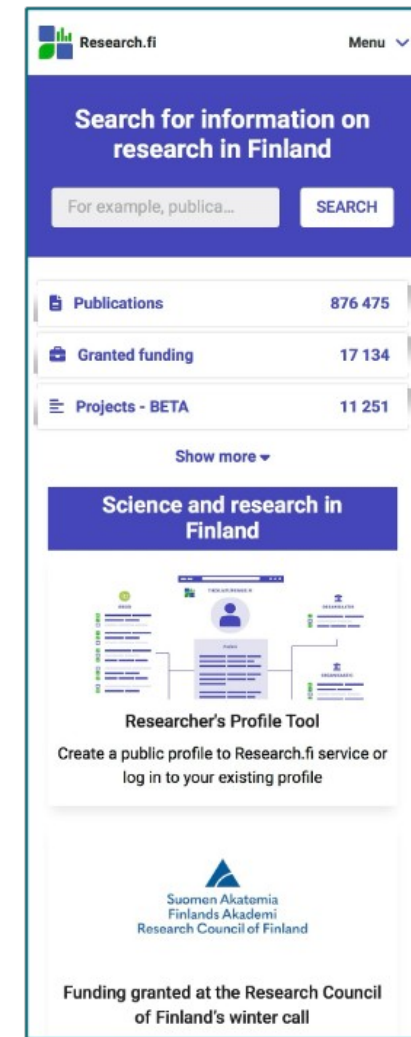 Research.fi Menu
Search for information on
research in Finland
For example, publica... SEARCH
Publications 876 475
Granted funding 17 134
Projects - BETA 11 251
Show more
Science and research in
Finland
Researcher's Profile Tool
Create a public profile to Research.fi service or
log in to your existing profile
Suomen Akatemia
Finlands Akademi
Research Council of Finland
Funding granted at the Research Council
of Finland's winter call